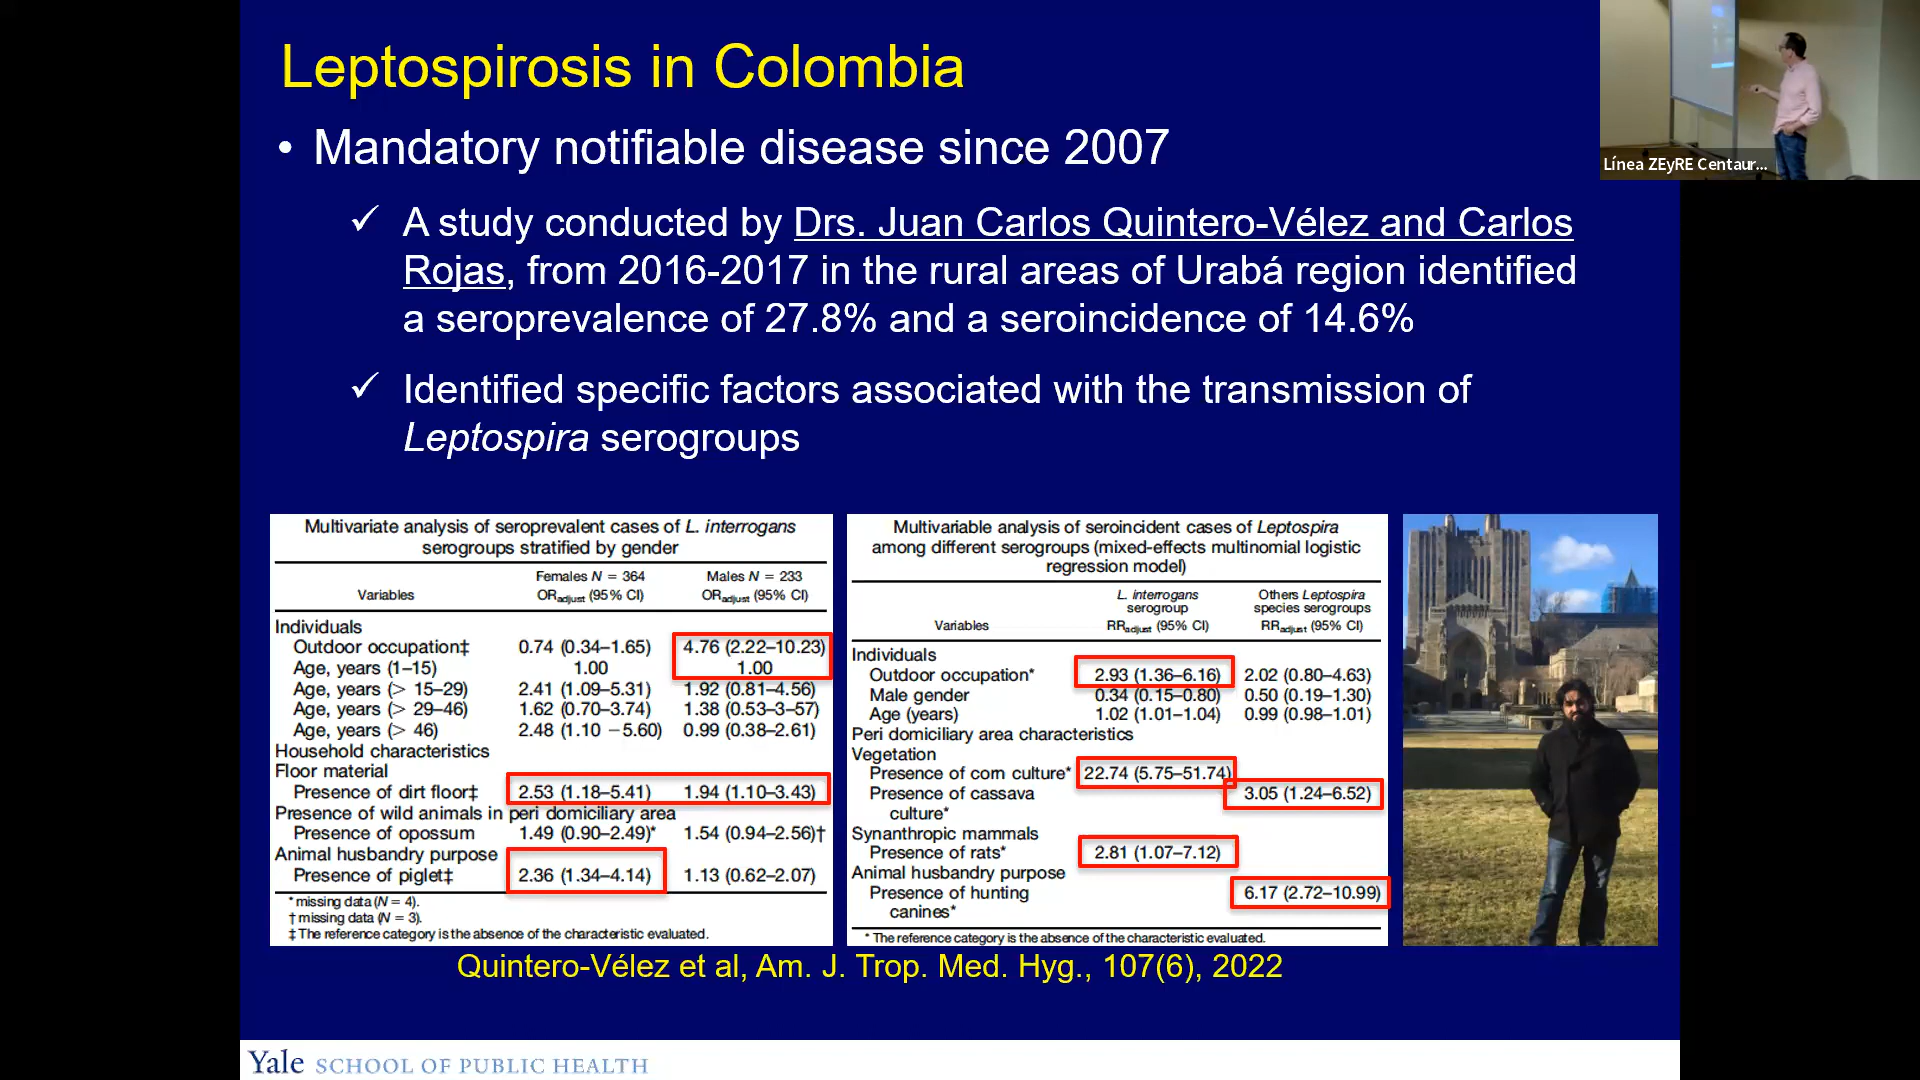 Leptospirosis in Colombia
• Mandatory notifiable disease since 2007
✓ A study conducted by Drs. Juan Carlos Quintero-Vélez and Carlos
Rojas, from 2016-2017 in the rural areas of Urabá region identified
a seroprevalence of 27.8% and a seroincidence of 14.6%
✓ Identified specific factors associated with the transmission of
Leptospira serogroups
Línea ZEyRE Centaur...
Multivariate analysis of seroprevalent cases of L. interrogans
serogroups stratified by gender
Females N = 364 Males N = 233
Variables ORadjust (95% CI) ORadjust (95% CI)
Individuals
Outdoor occupation‡ 0.74 (0.34–1.65) 4.76 (2.22–10.23)
Age, years (1–15) 1.00 1.00
Age, years (> 15–29) 2.41 (1.09–5.31) 1.92 (0.81–4.56)
Age, years (> 29–46) 1.62 (0.70–3.74) 1.38 (0.53–3–57)
Age, years (> 46) 2.48 (1.10 –5.60) 0.99 (0.38–2.61)
Household characteristics
Floor material
Presence of dirt floor‡ 2.53 (1.18–5.41) 1.94 (1.10–3.43)
Presence of wild animals in peri domiciliary area
Presence of opossum 1.49 (0.90–2.49)* 1.54 (0.94–2.56)†
Animal husbandry purpose
Presence of piglet‡ 2.36 (1.34–4.14) 1.13 (0.62–2.07)
* missing data (N = 4).
† missing data (N = 3).
‡ The reference category is the absence of the characteristic evaluated.
Multivariable analysis of seroincident cases of Leptospira
among different serogroups (mixed-effects multinomial logistic
regression model)
L. interrogans Others Leptospira
serogroup species serogroups
Variables RRadjust (95% CI) RRadjust (95% CI)
Individuals
Outdoor occupation* 2.93 (1.36–6.16) 2.02 (0.80–4.63)
Male gender 0.34 (0.15–0.80) 0.50 (0.19–1.30)
Age (years) 1.02 (1.01–1.04) 0.99 (0.98–1.01)
Peri domiciliary area characteristics
Vegetation
Presence of corn culture* 22.74 (5.75–51.74)
Presence of cassava 3.05 (1.24–6.52)
culture*
Synanthropic mammals
Presence of rats* 2.81 (1.07–7.12)
Animal husbandry purpose
Presence of hunting 6.17 (2.72–10.99)
canines*
* The reference category is the absence of the characteristic evaluated.
Quintero-Vélez et al, Am. J. Trop. Med. Hyg., 107(6), 2022
Yale SCHOOL OF PUBLIC HEALTH